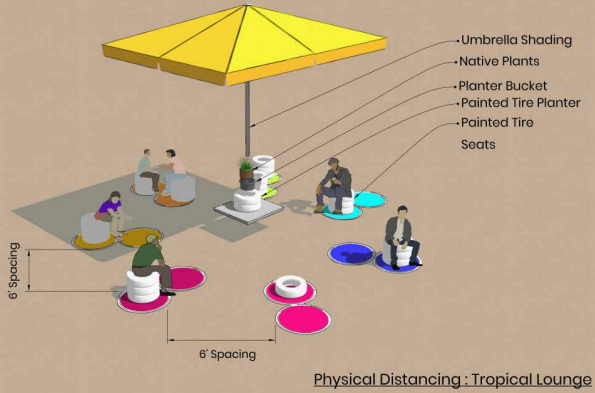 Umbrella Shading
Native Plants
Planter Bucket
Painted Tire Planter
Painted Tire
Seats
6' Spacing
6' Spacing
Physical Distancing : Tropical Lounge